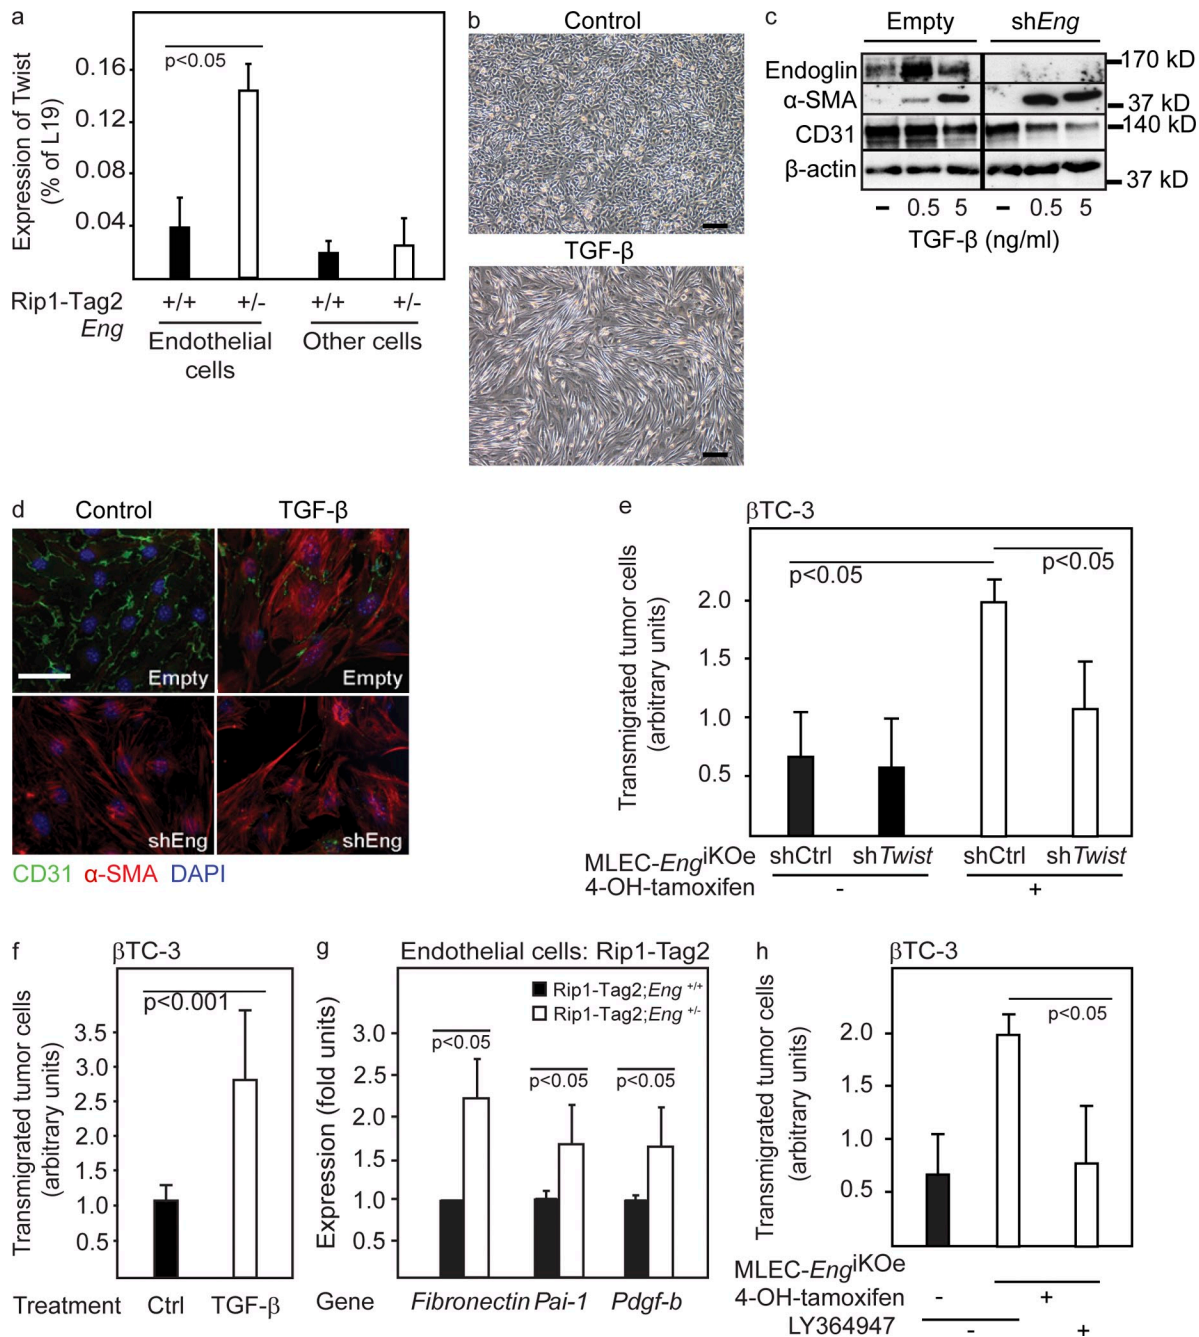 a
Expression of Twist
(% of L19)
p<0.05
0.16
0.12
0.08
0.04
Rip1-Tag2
Eng
+/+ +/- +/+ +/-
Endothelial
cells
Other cells
b
Control
TGF-β
c
Empty shEng
Endoglin 170 kD
α-SMA 37 kD
CD31 140 kD
β-actin 37 kD
– 0.5 5 – 0.5 5
TGF-β (ng/ml)
d Control TGF-β
Empty Empty
shEng shEng
CD31 α-SMA DAPI
e
βTC-3
Transmigrated tumor cells
(arbitrary units)
p<0.05
p<0.05
2.0
1.5
1.0
0.5
MLEC-EngiKOe shCtrl shTwist shCtrl shTwist
4-OH-tamoxifen - +
f βTC-3
Transmigrated tumor cells
(arbitrary units)
p<0.001
3.5
3.0
2.5
2.0
1.5
1.0
0.5
Treatment Ctrl TGF-β
g Endothelial cells: Rip1-Tag2
Rip1-Tag2;Eng +/+
Rip1-Tag2;Eng +/-
Expression (fold units)
3.0
2.5
2.0
1.5
1.0
0.5
p<0.05
p<0.05
p<0.05
Gene Fibronectin Pai-1 Pdgf-b
h
βTC-3
Transmigrated tumor cells
(arbitrary units)
p<0.05
2.0
1.5
1.0
0.5
MLEC-EngiKOe
4-OH-tamoxifen - +
LY364947 - +